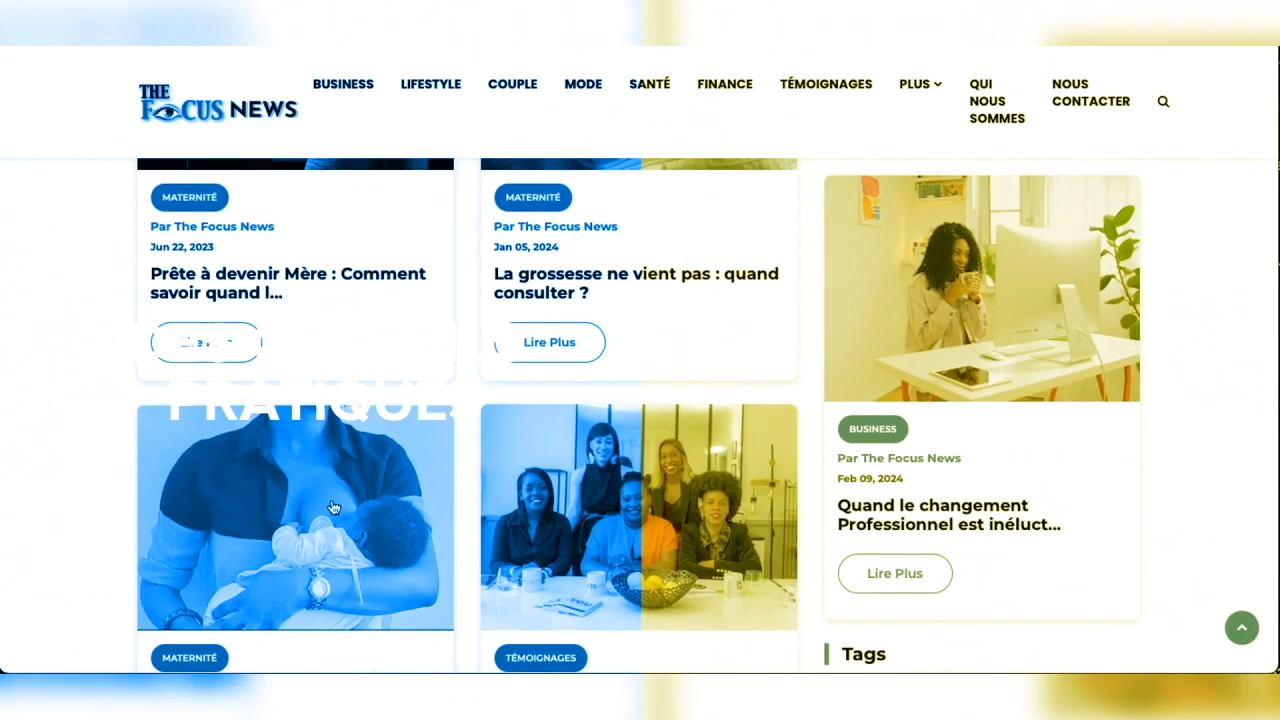 THE
FOCUS NEWS
BUSINESS
LIFESTYLE
COUPLE
MODE
SANTÉ
FINANCE
TÉMOIGNAGES
PLUS
QUI
NOUS
SOMMES
NOUS
CONTACTER
MATERNITÉ
Par The Focus News
Jun 22, 2023
Prête à devenir Mère : Comment
savoir quand l...
MATERNITÉ
Par The Focus News
Jan 05, 2024
La grossesse ne vient pas : quand
consulter ?
Lire Plus
PRATIQUES
MATERNITÉ
TÉMOIGNAGES
BUSINESS
Par The Focus News
Feb 09, 2024
Quand le changement
Professionnel est inéluct...
Lire Plus
Tags